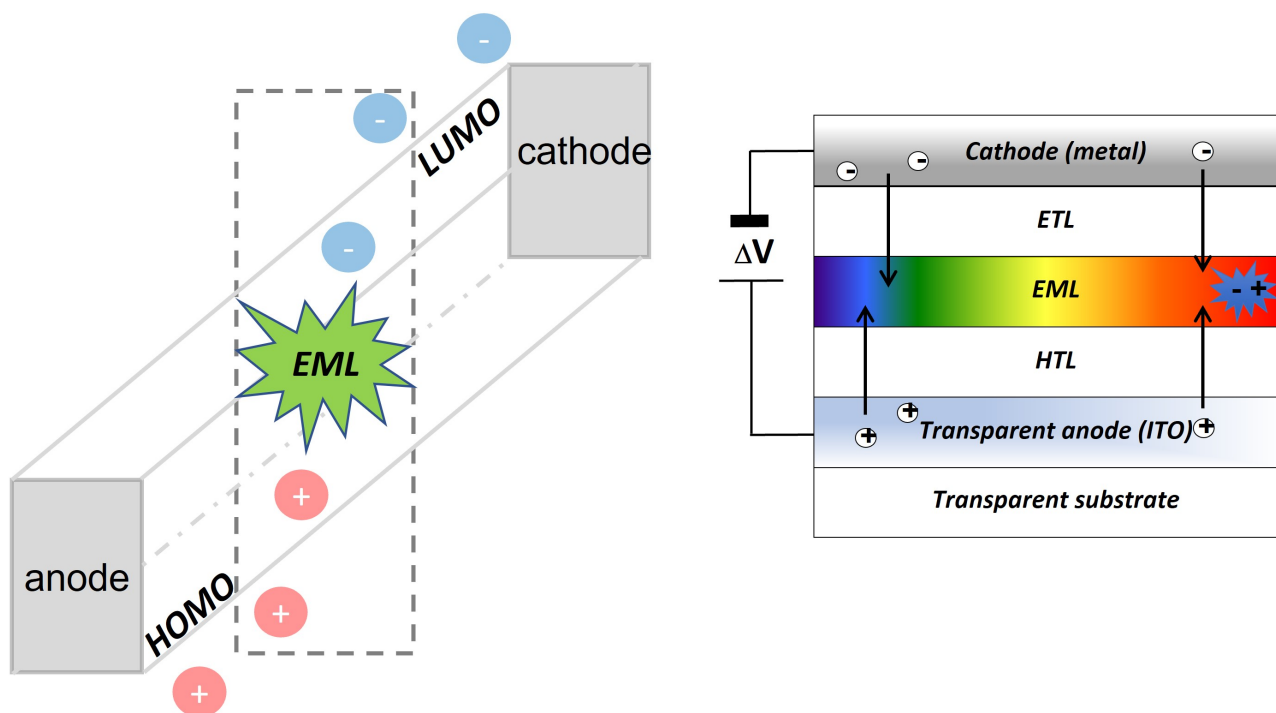 -
-
LUMO
cathode
-
EML
+
anode
HOMO
+
+
Cathode (metal)
-
-
-
ETL
ΔV
EML
- +
HTL
+
Transparent anode (ITO)
+
+
Transparent substrate